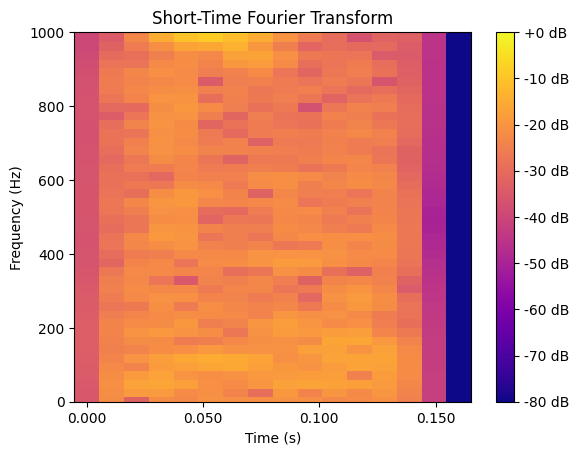 Short-Time Fourier Transform
1000
800
600
400
200
0
Frequency (Hz)
0.000
0.050
0.100
0.150
Time (s)
+0 dB
-10 dB
-20 dB
-30 dB
-40 dB
-50 dB
-60 dB
-70 dB
-80 dB